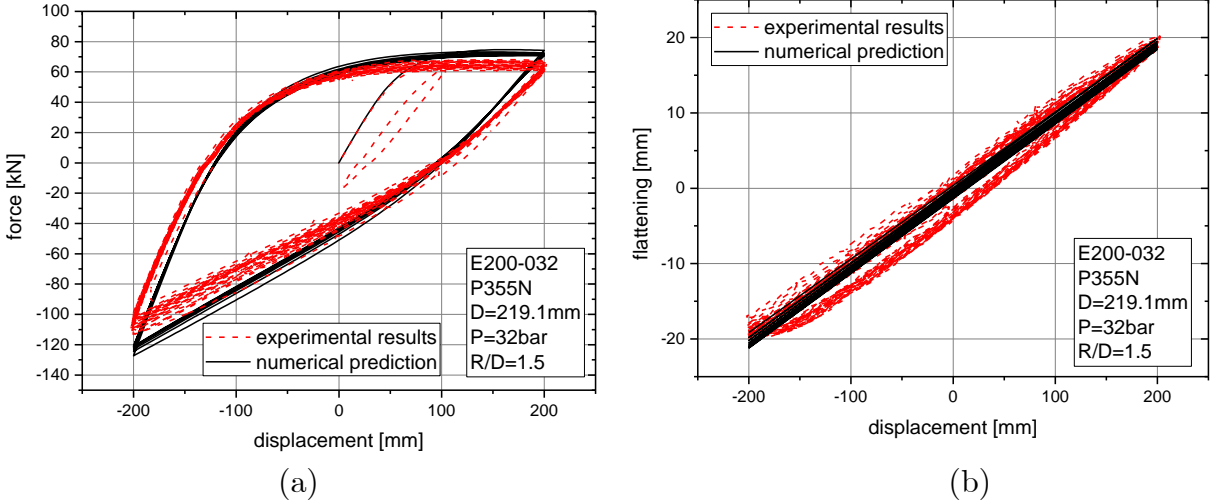 100
80
60
40
20
0
-20
-40
-60
-80
-100
-120
-140
force [kN]
-200
-100
0
100
200
displacement [mm]
E200-032
P355N
D=219.1mm
P=32bar
R/D=1.5
experimental results
numerical prediction
(a)
experimental results
numerical prediction
20
10
0
-10
-20
flattening [mm]
-200
-100
0
100
200
displacement [mm]
E200-032
P355N
D=219.1mm
P=32bar
R/D=1.5
(b)